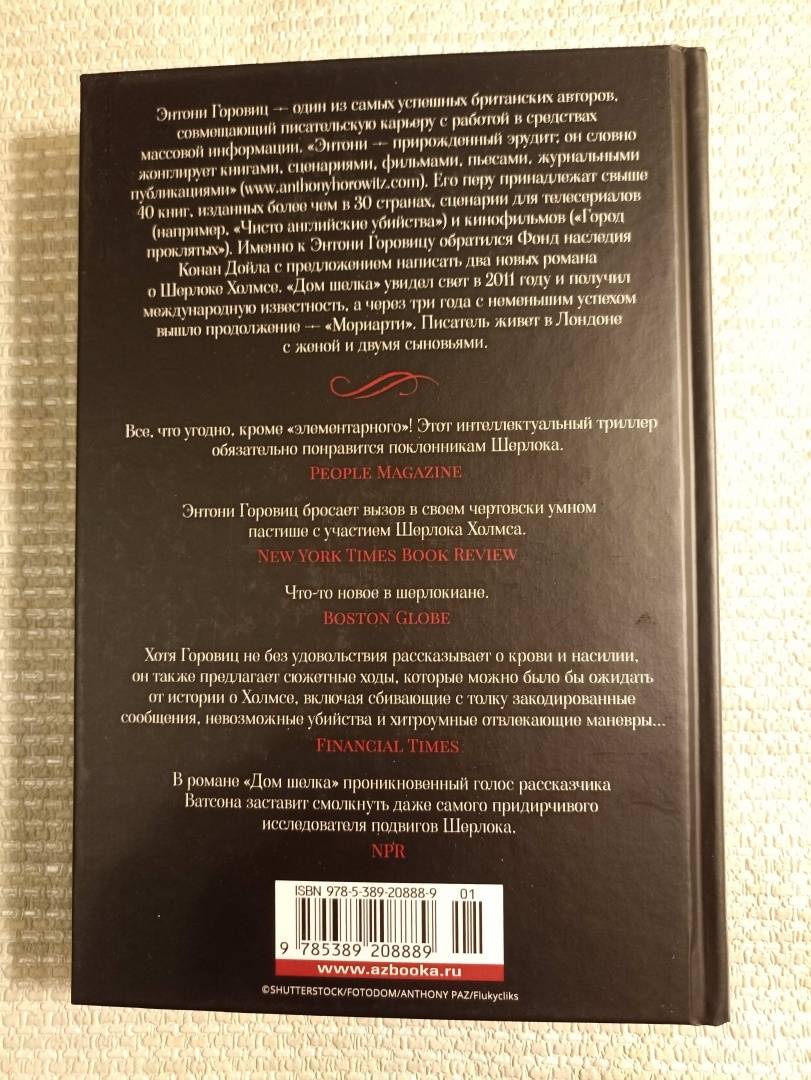 Энтони Горовиц — один из самых успешных британских авторов,
совмещающий писательскую карьеру с работой в средствах
массовой информации. «Энтони — прирожденный эрудит; он словно
жонглирует книгами, сценариями, фильмами, пьесами, журнальными
публикациями» (www.anthonyhorowitz.com). Его перу принадлежат свыше
40 книг, изданных более чем в 30 странах, сценарии для телесериалов
(например, «Чисто английские убийства») и кинофильмов («Город
проклятых»). Именно к Энтони Горовицу обратился Фонд наследия
Конан Дойла с предложением написать два новых романа
о Шерлоке Холмсе. «Дом шелка» увидел свет в 2011 году и получил
международную известность, а через три года с неменьшим успехом
вышло продолжение — «Мориарти». Писатель живет в Лондоне
с женой и двумя сыновьями.
Все, что угодно, кроме «элементарного»! Этот интеллектуальный триллер
обязательно понравится поклонникам Шерлока.
People Magazine
Энтони Горовиц бросает вызов в своем чертовски умном
пастише с участием Шерлока Холмса.
New York Times Book Review
Что-то новое в шерлокиане.
Boston Globe
Хотя Горовиц не без удовольствия рассказывает о крови и насилии,
он также предлагает сюжетные ходы, которые можно было бы ожидать
от истории о Холмсе, включая сбивающие с толку закодированные
сообщения, невозможные убийства и хитроумные отвлекающие маневры...
Financial Times
В романе «Дом шелка» проникновенный голос рассказчика
Ватсона заставит смолкнуть даже самого придирчивого
исследователя подвигов Шерлока.
NPR
ISBN 978-5-389-20888-9 01
9 785389 208889
www.azbooka.ru
©SHUTTERSTOCK/FOTODOM/ANTHONY PAZ/Flukycliks